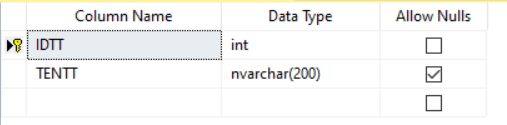 Column Name Data Type Allow Nulls
IDTT int
TENTT nvarchar(200)